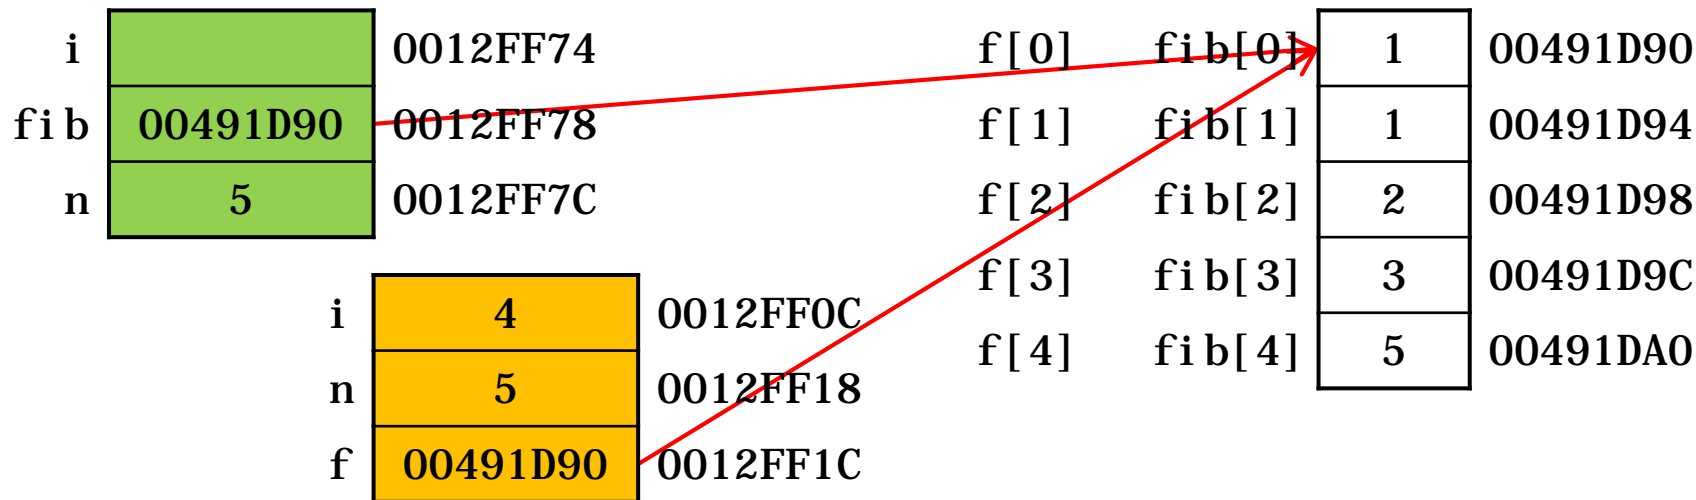 i 0012FF74 f[0] fib[0] 1 00491D90
fib 00491D90 0012FF78 f[1] fib[1] 1 00491D94
n 5 0012FF7C f[2] fib[2] 2 00491D98
f[3] fib[3] 3 00491D9C
i 4 0012FF0C
f[4] fib[4] 5 00491DA0
n 5 0012FF18
f 00491D90 0012FF1C